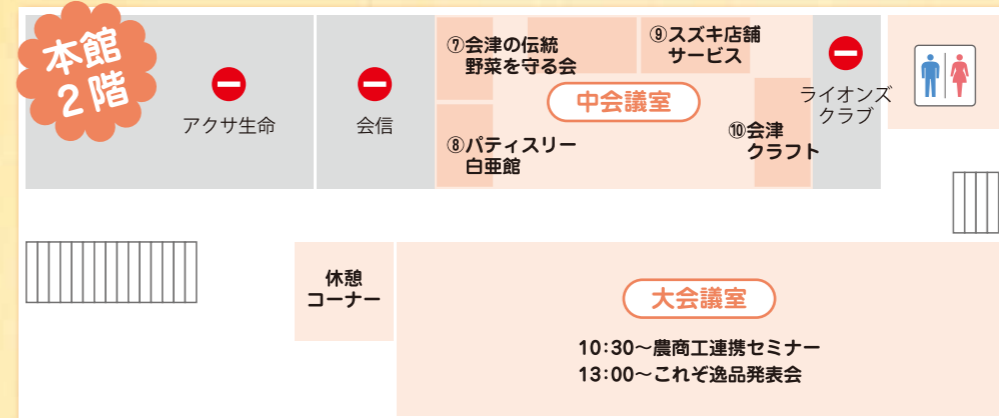 本館
2階
アクサ生命
会信
⑦会津の伝統
野菜を守る会
⑧パティスリー
白亜館
中会議室
⑨スズキ店舗
サービス
⑩会津
クラフト
ライオンズ
クラブ
休憩
コーナー
大会議室
10:30〜農商工連携セミナー
13:00〜これぞ逸品発表会